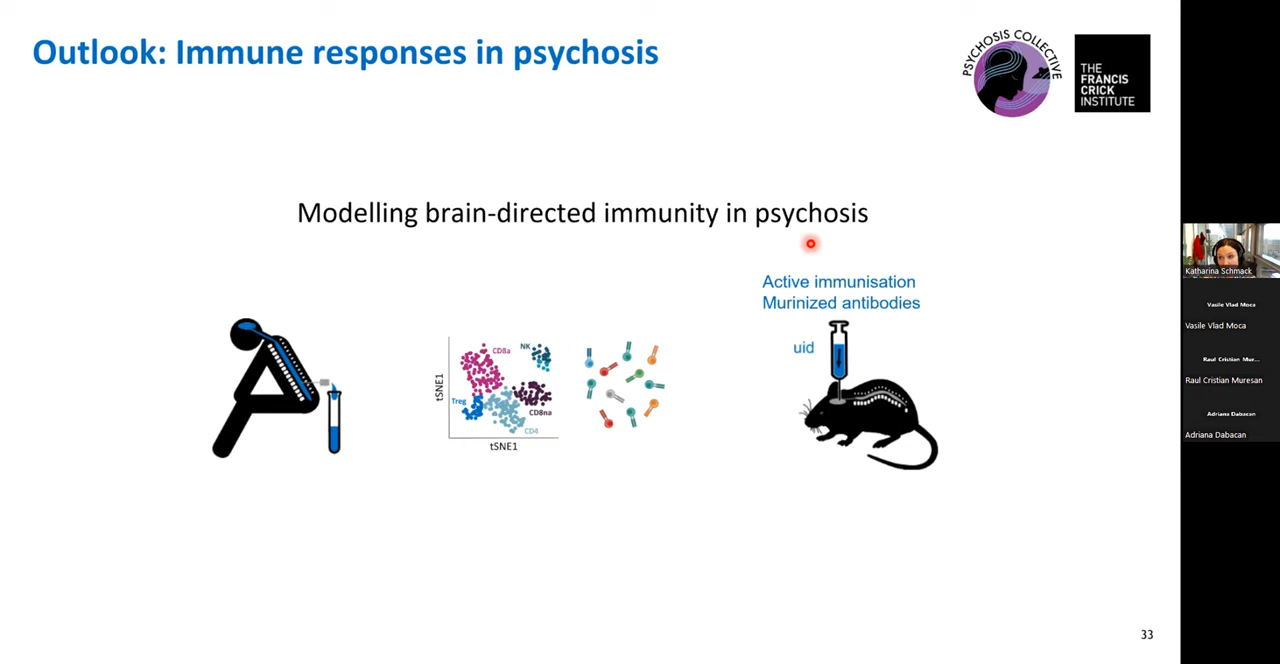 Outlook: Immune responses in psychosis
PSYCHOSIS COLLECTIVE
THE
FRANCIS
CRICK
INSTITUTE
Modelling brain-directed immunity in psychosis
Active immunisation
Murinized antibodies
uid
CD8a
NK
Treg
CD8na
CD4
tSNE1
tSNE1
33
Katharina Schmack
Vasile Vlad Moca
Vasile Vlad Moca
Raul Cristian Mur...
Raul Cristian Muresan
Adriana Dabacan
Adriana Dabacan